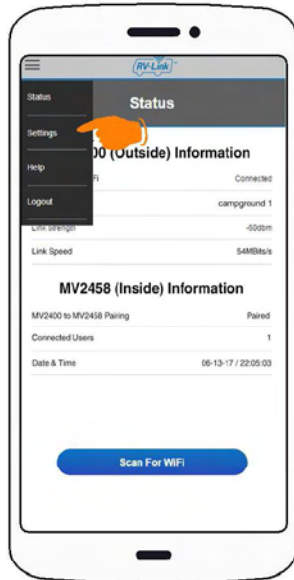 RV-Link
Status
Status
Settings
00 (Outside) Information
Help
Fi
Connected
Logout
campground 1
Link Strength
-60dbm
Link Speed
54MBits/s
MV2458 (Inside) Information
MV2400 to MV2458 Pairing
Paired
Connected Users
1
Date & Time
06-13-17 / 22:05:03
Scan For WiFi